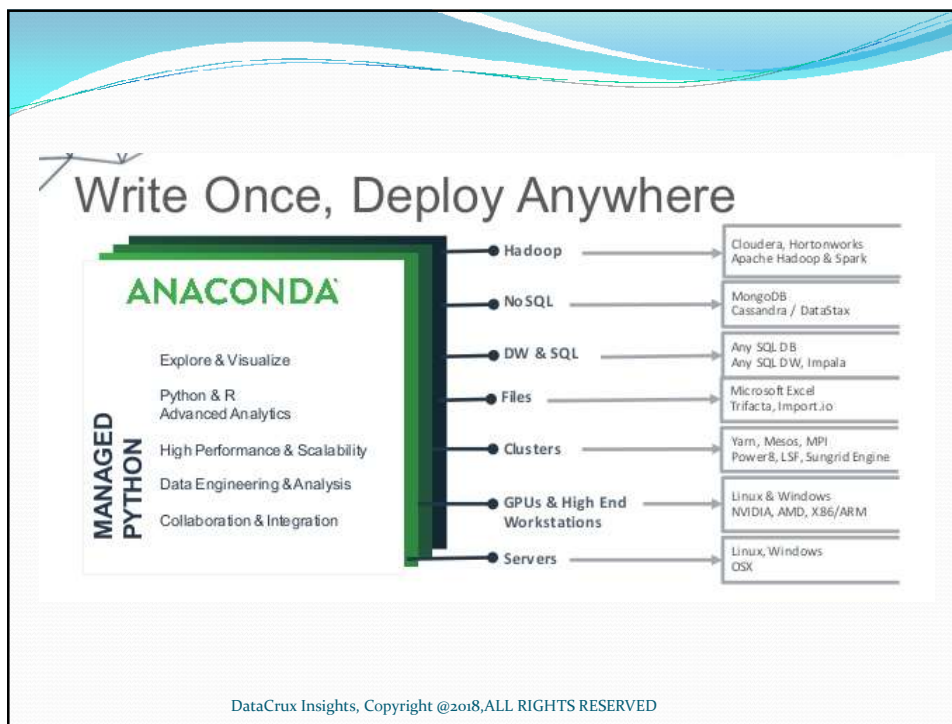 Write Once, Deploy Anywhere
ANACONDA
MANAGED
PYTHON
Explore & Visualize
Python & R
Advanced Analytics
High Performance & Scalability
Data Engineering & Analysis
Collaboration & Integration
Hadoop
Cloudera, Hortonworks
Apache Hadoop & Spark
NoSQL
MongoDB
Cassandra / DataStax
DW & SQL
Any SQL DB
Any SQL DW, Impala
Files
Microsoft Excel
Trifacta, Import.io
Clusters
Yarn, Mesos, MPI
Power8, LSF, Sungrid Engine
GPUs & High End
Workstations
Linux & Windows
NVIDIA, AMD, X86/ARM
Servers
Linux, Windows
OSX
DataCrux Insights, Copyright @2018,ALL RIGHTS RESERVED